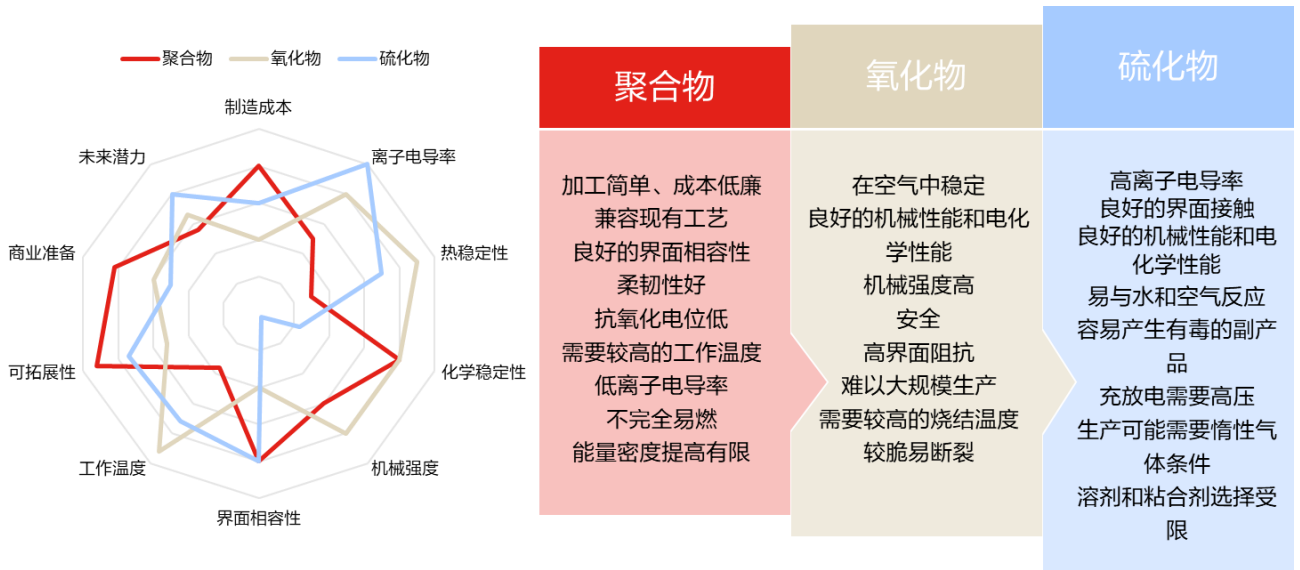 聚合物
氧化物
硫化物
制造成本
离子电导率
热稳定性
化学稳定性
机械强度
界面相容性
工作温度
可拓展性
商业准备
未来潜力
聚合物
加工简单、成本低廉
兼容现有工艺
良好的界面相容性
柔韧性好
抗氧化电位低
需要较高的工作温度
低离子电导率
不完全易燃
能量密度提高有限
氧化物
在空气中稳定
良好的机械性能和电化
学性能
机械强度高
安全
高界面阻抗
难以大规模生产
需要较高的烧结温度
较脆易断裂
硫化物
高离子电导率
良好的界面接触
良好的机械性能和电
化学性能
易与水和空气反应
容易产生有毒的副产
品
充放电需要高压
生产可能需要惰性气
体条件
溶剂和粘合剂选择受
限